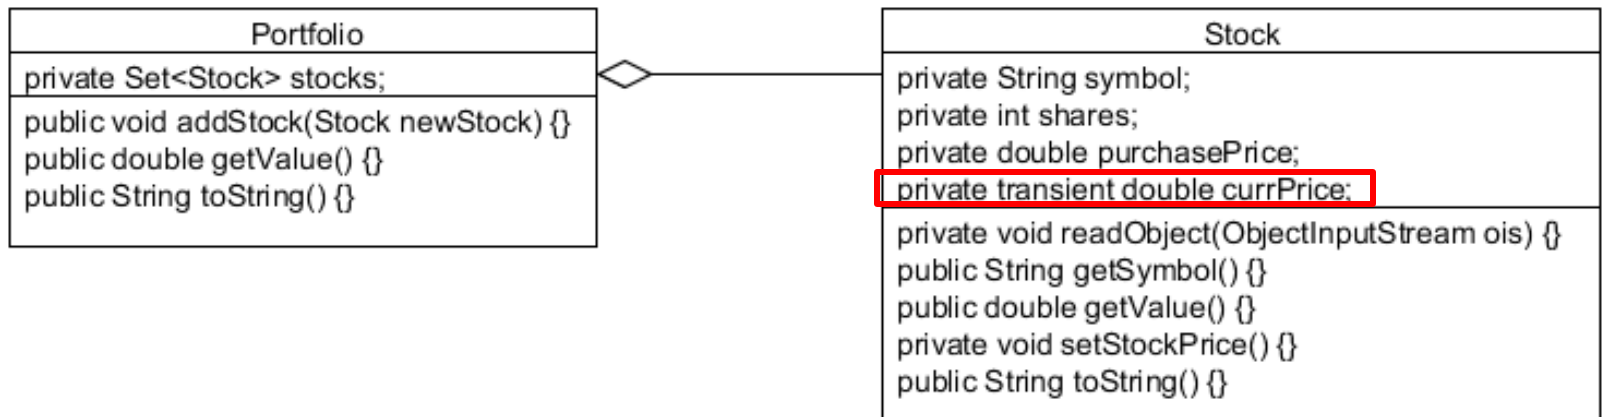 Portfolio
private Set<Stock> stocks;
public void addStock(Stock newStock) {}
public double getValue() {}
public String toString() {}
Stock
private String symbol;
private int shares;
private double purchasePrice;
private transient double currPrice;
private void readObject(ObjectInputStream ois) {}
public String getSymbol() {}
public double getValue() {}
private void setStockPrice() {}
public String toString() {}